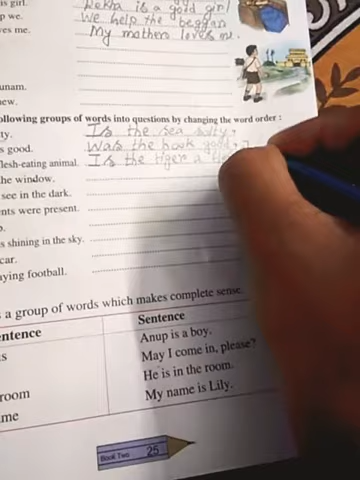 is girl. Rekha is a good girl
p we. We help the beggar
es me. My mothers loves me.
unam.
new.
ollowing groups of words into questions by changing the word order :
ty. Is the sea salty,
s good. Was the book good, ?
lesh-eating animal. Is the tiger a
he window.
see in the dark.
nts were present.
s shining in the sky.
car.
aying football.
a group of words which makes complete sense.
entence Sentence
s Anup is a boy.
May I come in, please?
room He is in the room.
me My name is Lily.
Book Two 25